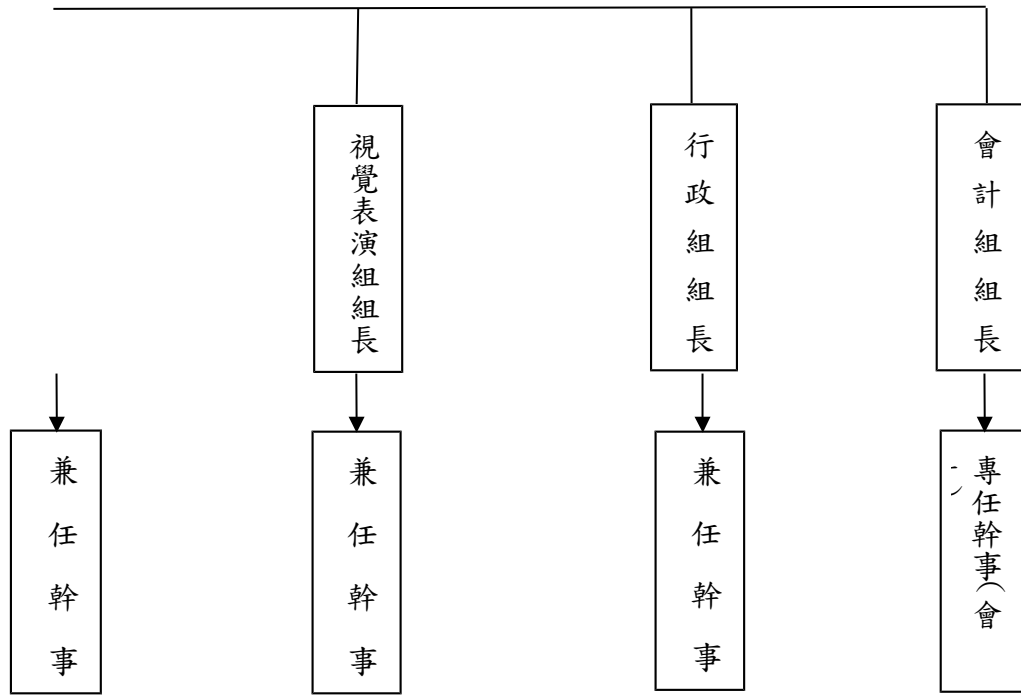 視覺表演組組長
行政組組長
會計組組長
兼任幹事
兼任幹事
兼任幹事
專任幹事（會